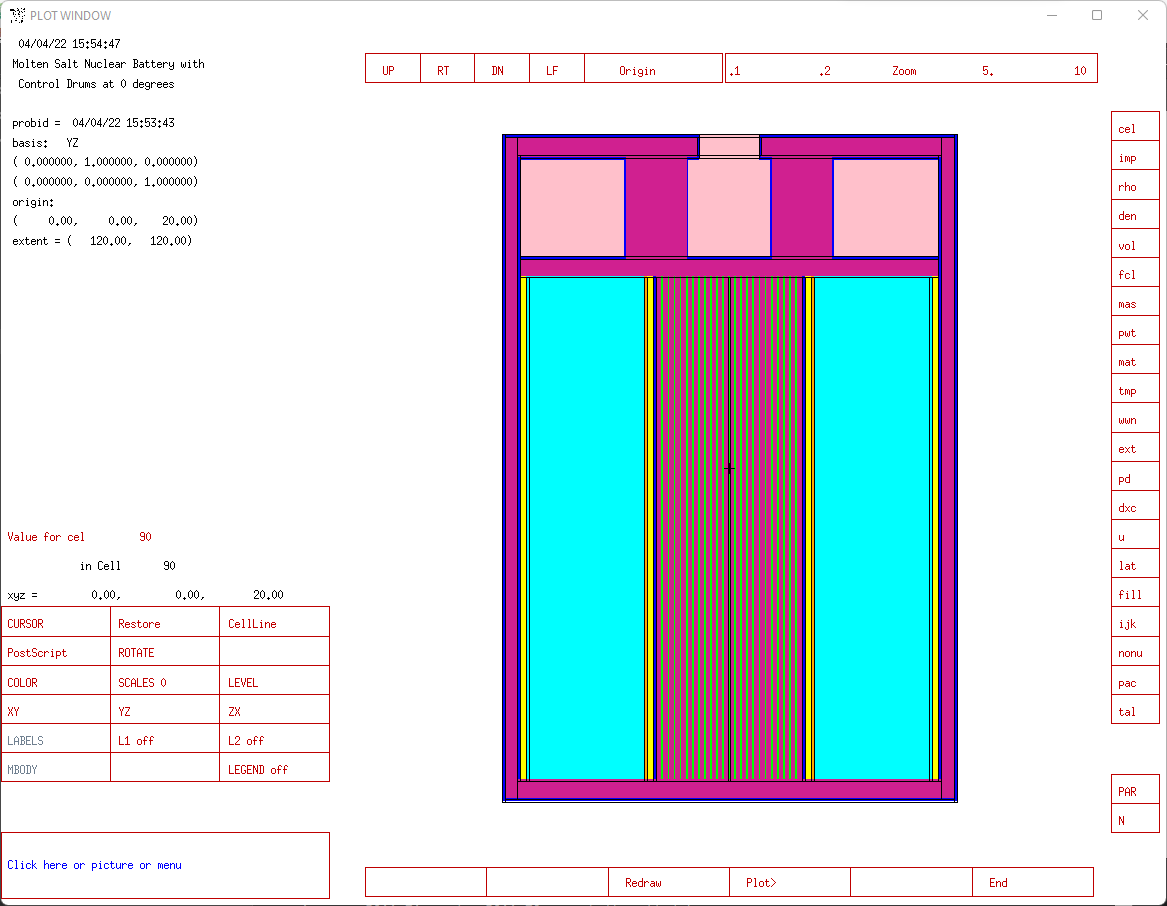 PLOT WINDOW
04/04/22 15:54:47
Molten Salt Nuclear Battery with
Control Drums at 0 degrees
probid = 04/04/22 15:53:43
basis: YZ
( 0.000000, 1.000000, 0.000000)
( 0.000000, 0.000000, 1.000000)
origin:
( 0.00, 0.00, 20.00)
extent = ( 120.00, 120.00)
UP RT DN LF Origin .1 .2 Zoom 5. 10
cel
imp
rho
den
vol
fcl
mas
pwt
mat
tmp
wwn
ext
pd
dxc
u
lat
fill
ijk
nonu
pac
tal
PAR
N
Value for cel 90
in Cell 90
xyz = 0.00, 0.00, 20.00
CURSOR Restore CellLine
PostScript ROTATE
COLOR SCALES 0 LEVEL
XY YZ ZX
LABELS L1 off L2 off
MBODY LEGEND off
Click here or picture or menu
Redraw Plot> End